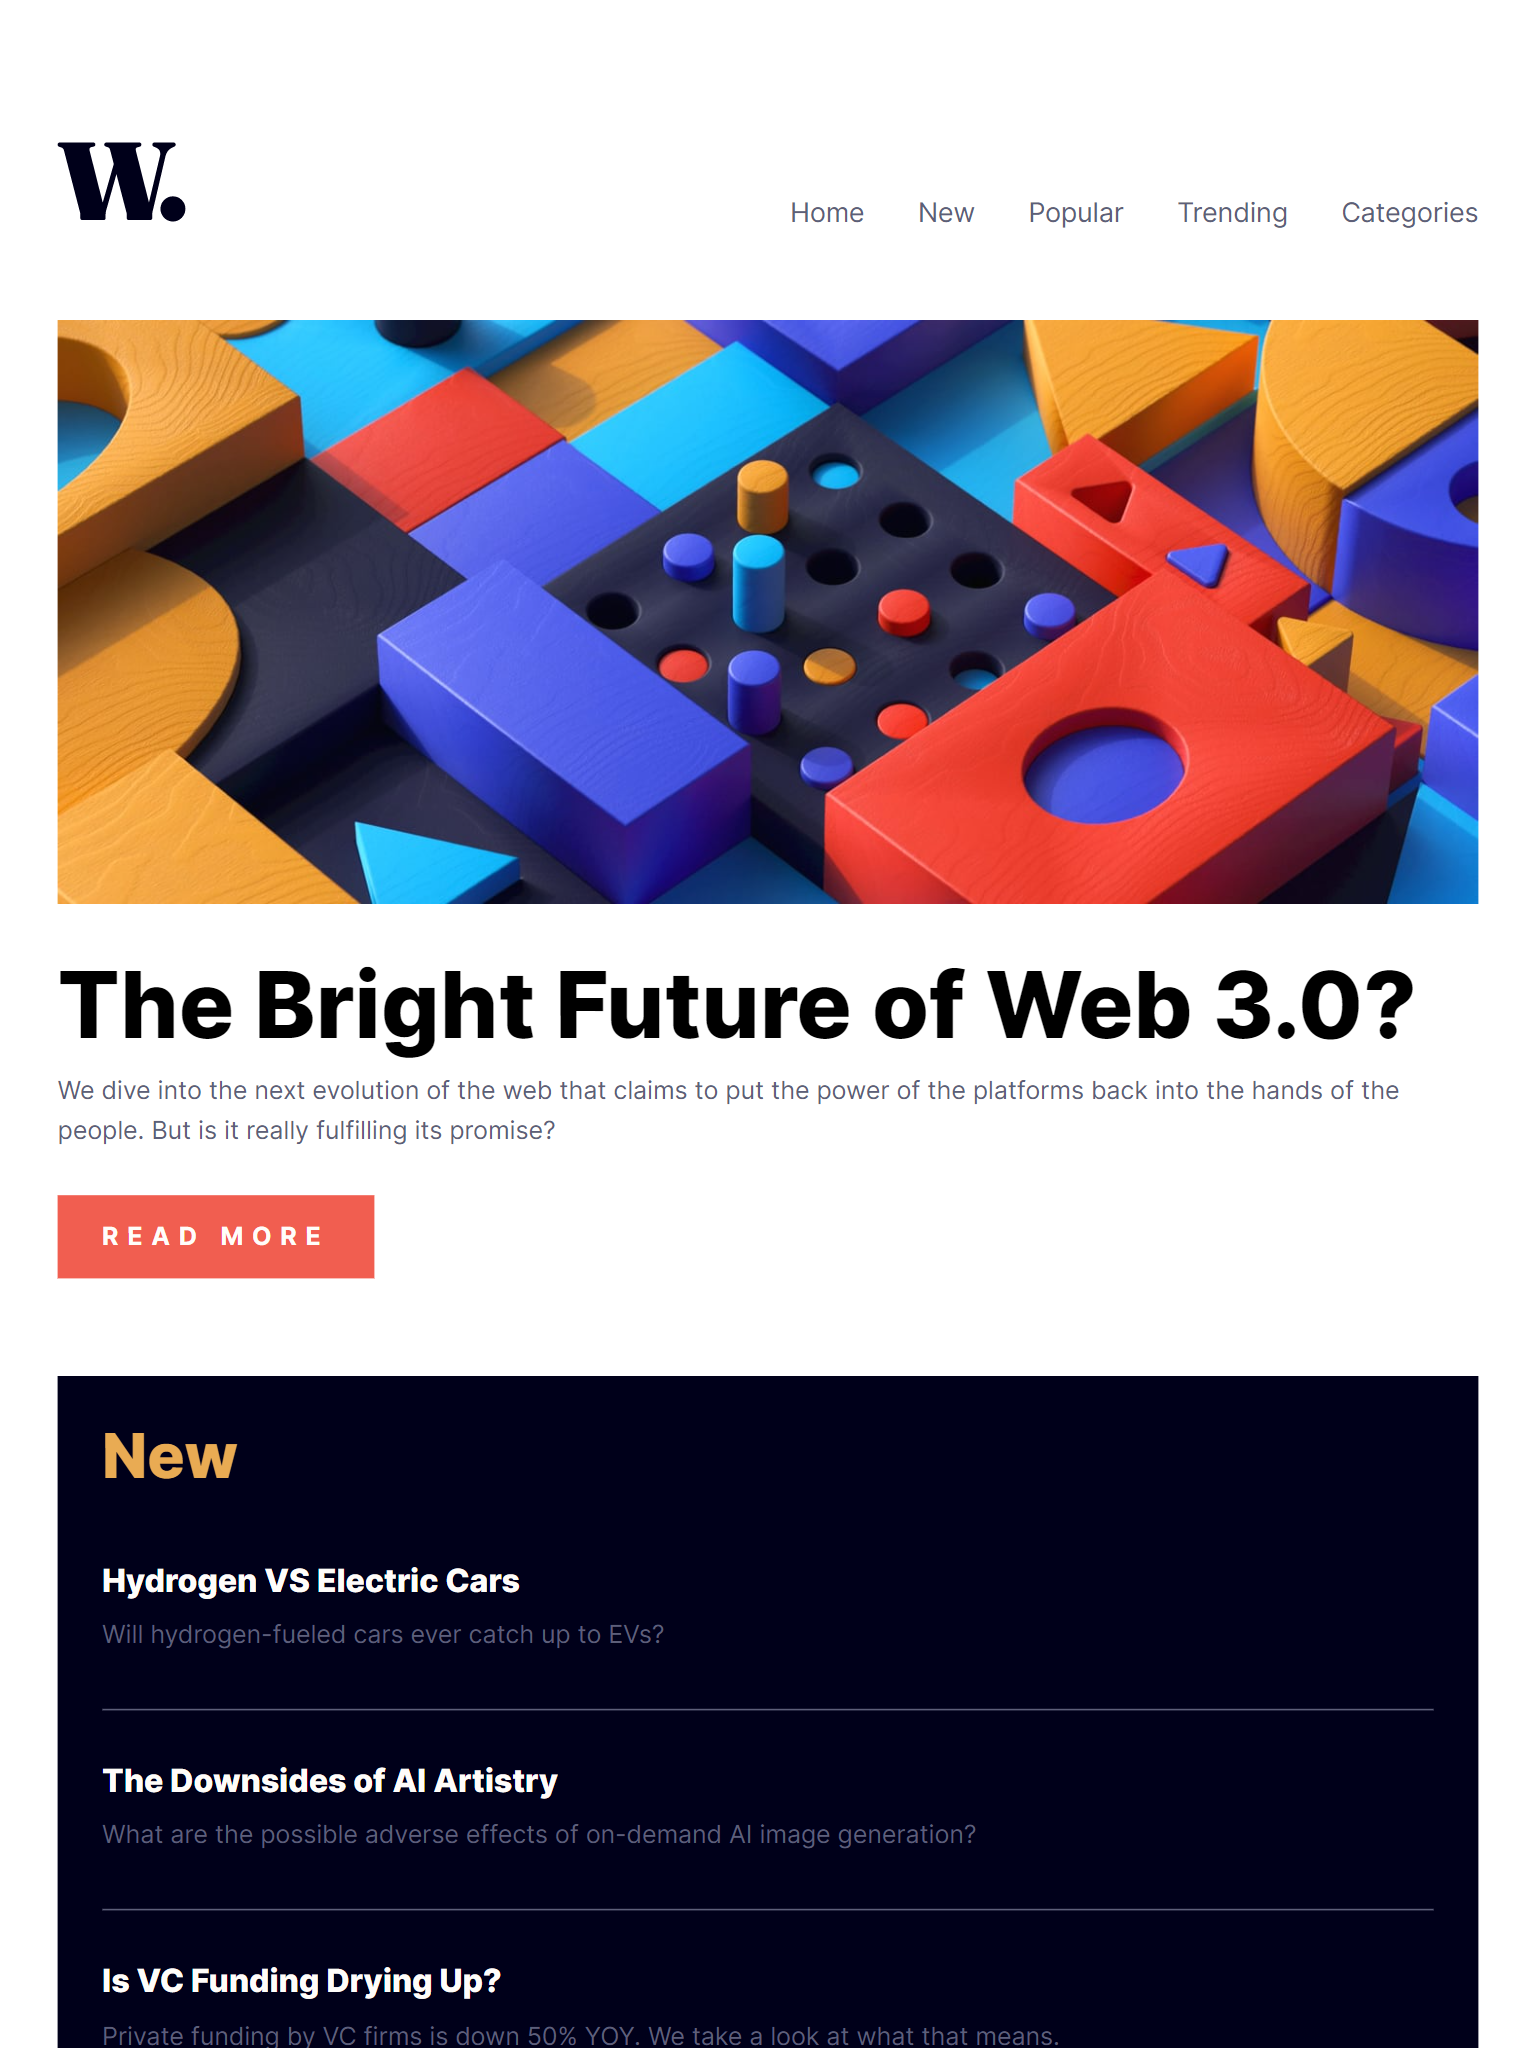 W.
Home New Popular Trending Categories
The Bright Future of Web 3.0?
We dive into the next evolution of the web that claims to put the power of the platforms back into the hands of the
people. But is it really fulfilling its promise?
READ MORE
New
Hydrogen VS Electric Cars
Will hydrogen-fueled cars ever catch up to EVs?
The Downsides of AI Artistry
What are the possible adverse effects of on-demand AI image generation?
Is VC Funding Drying Up?
Private funding by VC firms is down 50% YOY. We take a look at what that means.